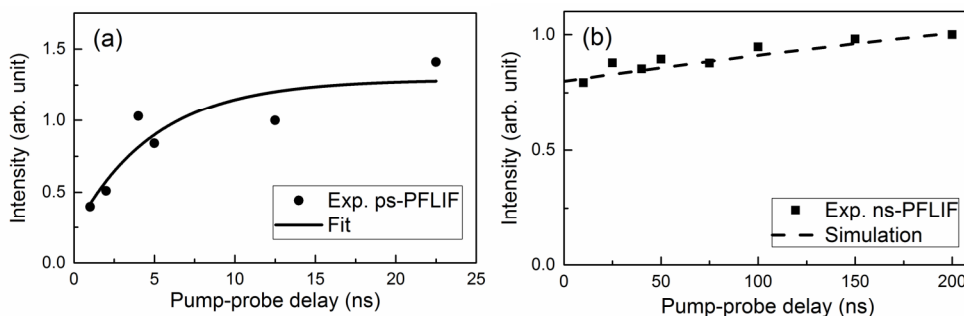 (a)
1.5
1.0
0.5
0.0
Intensity (arb. unit)
Exp. ps-PFLIF
Fit
0 5 10 15 20 25
Pump-probe delay (ns)
(b)
1.0
0.5
0.0
Intensity (arb. unit)
Exp. ns-PFLIF
Simulation
0 50 100 150 200
Pump-probe delay (ns)